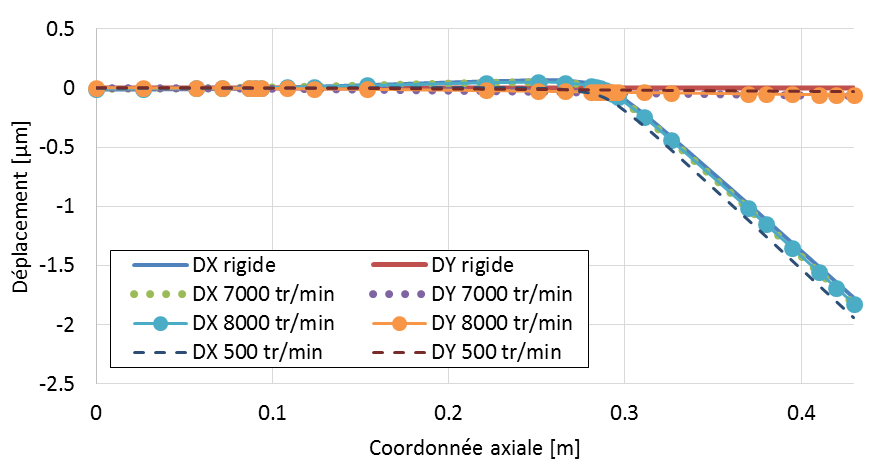 0.5
0
-0.5
-1
-1.5
-2
-2.5
Déplacement [µm]
DX rigide DY rigide
DX 7000 tr/min DY 7000 tr/min
DX 8000 tr/min DY 8000 tr/min
DX 500 tr/min DY 500 tr/min
0 0.1 0.2 0.3 0.4
Coordonnée axiale [m]